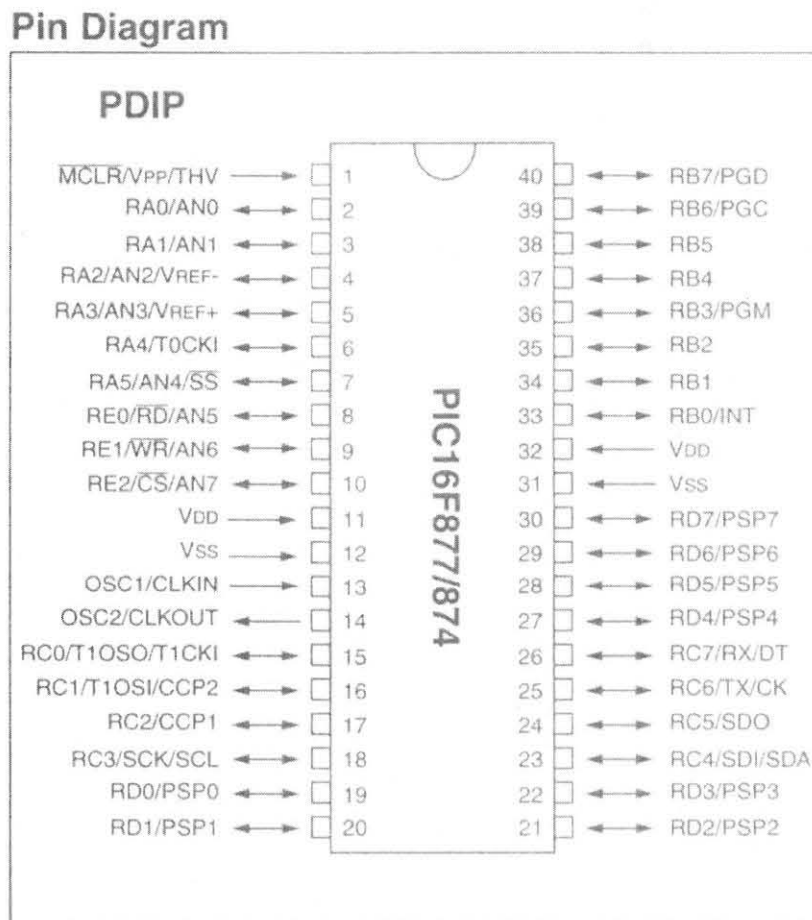 Pin Diagram
PDIP
MCLR/VPP/THV 1 40 RB7/PGD
RA0/AN0 2 39 RB6/PGC
RA1/AN1 3 38 RB5
RA2/AN2/VREF- 4 37 RB4
RA3/AN3/VREF+ 5 36 RB3/PGM
RA4/T0CKI 6 35 RB2
RA5/AN4/SS 7 34 RB1
RE0/RD/AN5 8 33 RB0/INT
RE1/WR/AN6 9 32 VDD
RE2/CS/AN7 10 31 VSS
VDD 11 30 RD7/PSP7
VSS 12 29 RD6/PSP6
OSC1/CLKIN 13 28 RD5/PSP5
OSC2/CLKOUT 14 27 RD4/PSP4
RC0/T1OSO/T1CKI 15 26 RC7/RX/DT
RC1/T1OSI/CCP2 16 25 RC6/TX/CK
RC2/CCP1 17 24 RC5/SDO
RC3/SCK/SCL 18 23 RC4/SDI/SDA
RD0/PSP0 19 22 RD3/PSP3
RD1/PSP1 20 21 RD2/PSP2
PIC16F877/874